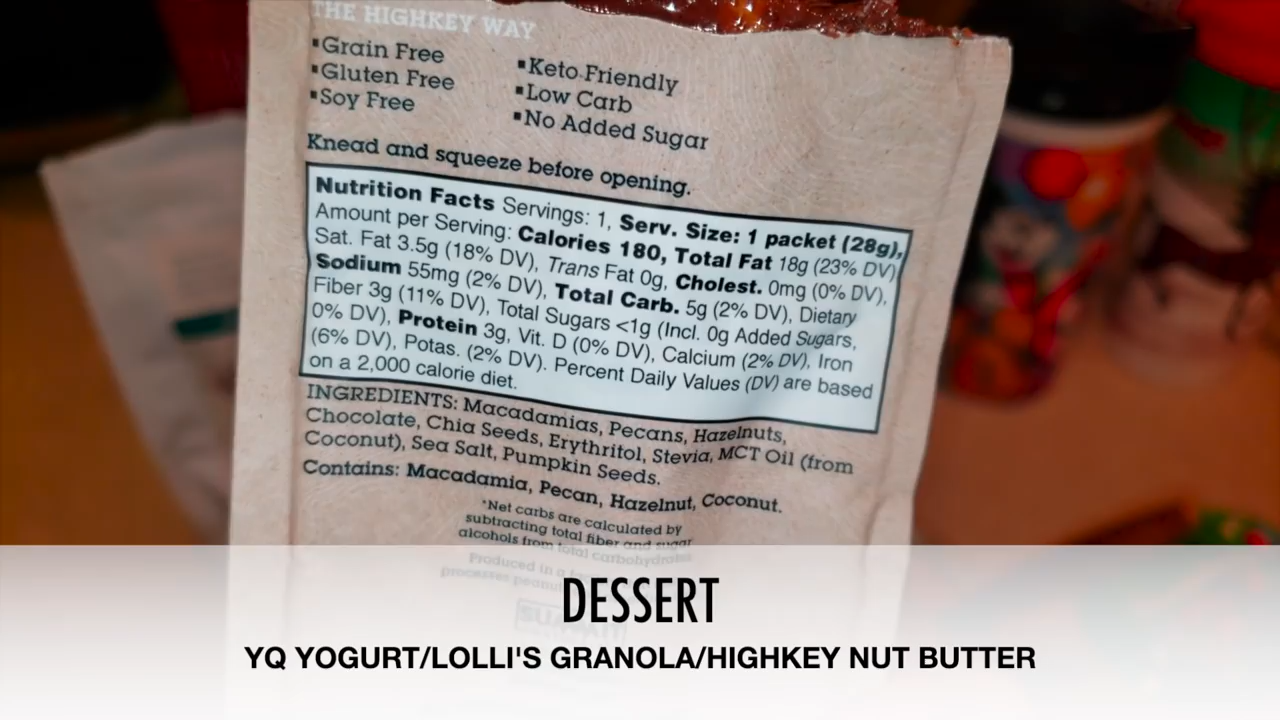 THE HIGHKEY WAY
▪Grain Free
▪Gluten Free
▪Soy Free
▪Keto Friendly
▪Low Carb
▪No Added Sugar
Knead and squeeze before opening.
Nutrition Facts Servings: 1, Serv. Size: 1 packet (28g),
Amount per Serving: Calories 180, Total Fat 18g (23% DV)
Sat. Fat 3.5g (18% DV), Trans Fat 0g, Cholest. 0mg (0% DV),
Sodium 55mg (2% DV), Total Carb. 5g (2% DV), Dietary
Fiber 3g (11% DV), Total Sugars <1g (Incl. 0g Added Sugars,
0% DV), Protein 3g, Vit. D (0% DV), Calcium (2% DV), Iron
(6% DV), Potas. (2% DV). Percent Daily Values (DV) are based
on a 2,000 calorie diet.
INGREDIENTS: Macadamias, Pecans, Hazelnuts,
Chocolate, Chia Seeds, Erythritol, Stevia, MCT Oil (from
Coconut), Sea Salt, Pumpkin Seeds.
Contains: Macadamia, Pecan, Hazelnut, Coconut.
*Net carbs are calculated by
subtracting total fiber and sugar
alcohols from total carbohydrates
Produced in a
processes
DESSERT
YQ YOGURT/LOLLI'S GRANOLA/HIGHKEY NUT BUTTER